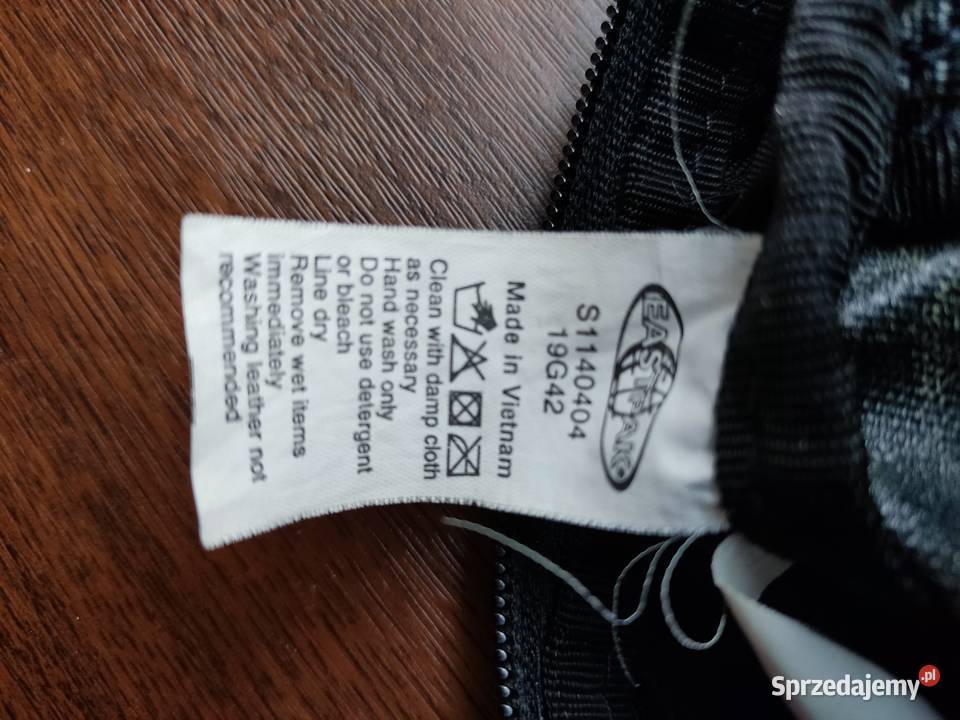 EASTPAK
S1140404
19G42
Made in Vietnam
Clean with damp cloth
as necessary
Hand wash only
Do not use detergent
or bleach
Line dry
Remove wet items
immediately
Washing leather not
recommended
Sprzedajemy.pl